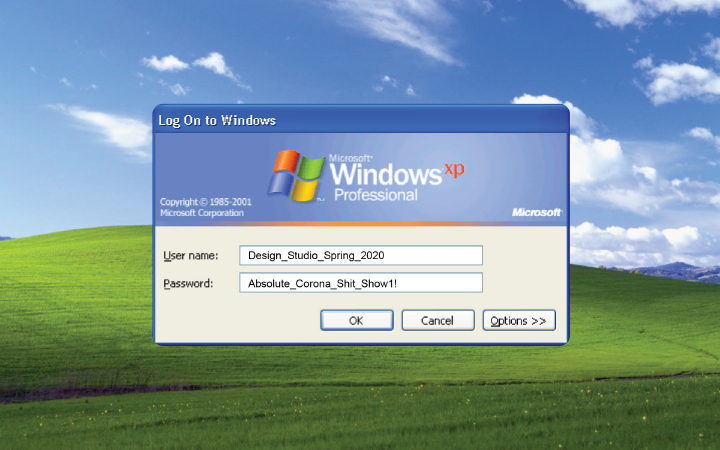 Log On to Windows
Microsoft®
Windows xp
Professional
Copyright © 1985-2001
Microsoft Corporation
Microsoft
User name: Design_Studio_Spring_2020
Password: Absolute_Corona_Shit_Show1!
OK Cancel Options >>